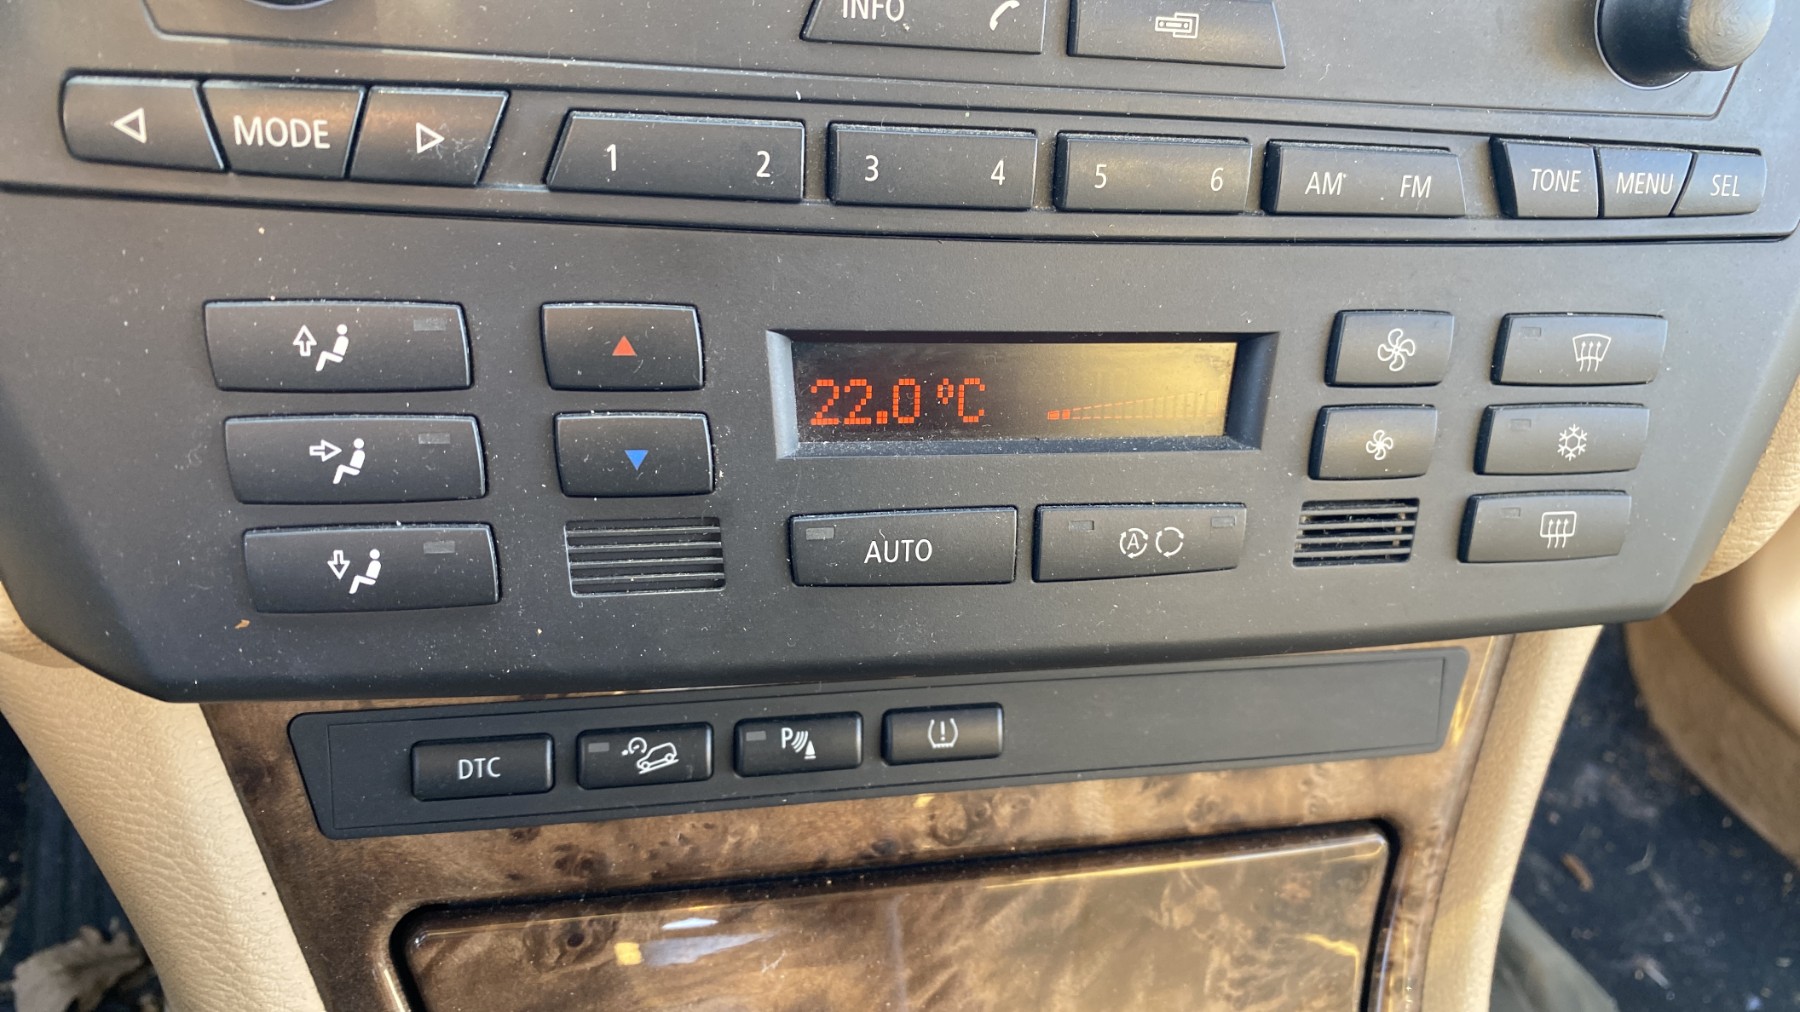 INFO
MODE 1 2 3 4 5 6 AM FM TONE MENU SEL
22.0 °C
AUTO A
DTC P